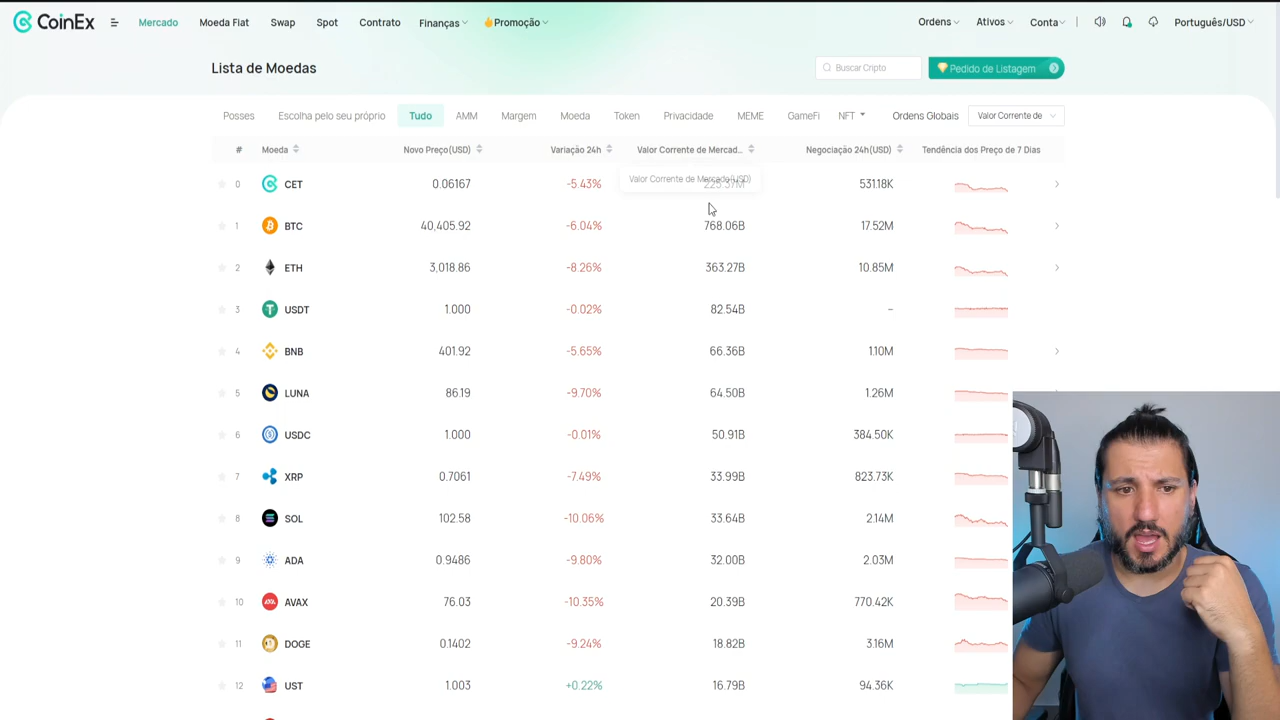 CoinEx Mercado Moeda Fiat Swap Spot Contrato Finanças Promoção Ordens Ativos Conta Português/USD
Lista de Moedas Buscar Cripto Pedido de Listagem
Posses Escolha pelo seu próprio Tudo AMM Margem Moeda Token Privacidade MEME GameFi NFT Ordens Globais Valor Corrente de
# Moeda Novo Preço(USD) Variação 24h Valor Corrente de Mercad... Negociação 24h(USD) Tendência dos Preço de 7 Dias
Valor Corrente de Mercado(USD)
0 CET 0.06167 -5.43% 225.37M 531.18K
1 BTC 40,405.92 -6.04% 768.06B 17.52M
2 ETH 3,018.86 -8.26% 363.27B 10.85M
3 USDT 1.000 -0.02% 82.54B –
4 BNB 401.92 -5.65% 66.36B 1.10M
5 LUNA 86.19 -9.70% 64.50B 1.26M
6 USDC 1.000 -0.01% 50.91B 384.50K
7 XRP 0.7061 -7.49% 33.99B 823.73K
8 SOL 102.58 -10.06% 33.64B 2.14M
9 ADA 0.9486 -9.80% 32.00B 2.03M
10 AVAX 76.03 -10.35% 20.39B 770.42K
11 DOGE 0.1402 -9.24% 18.82B 3.16M
12 UST 1.003 +0.22% 16.79B 94.36K